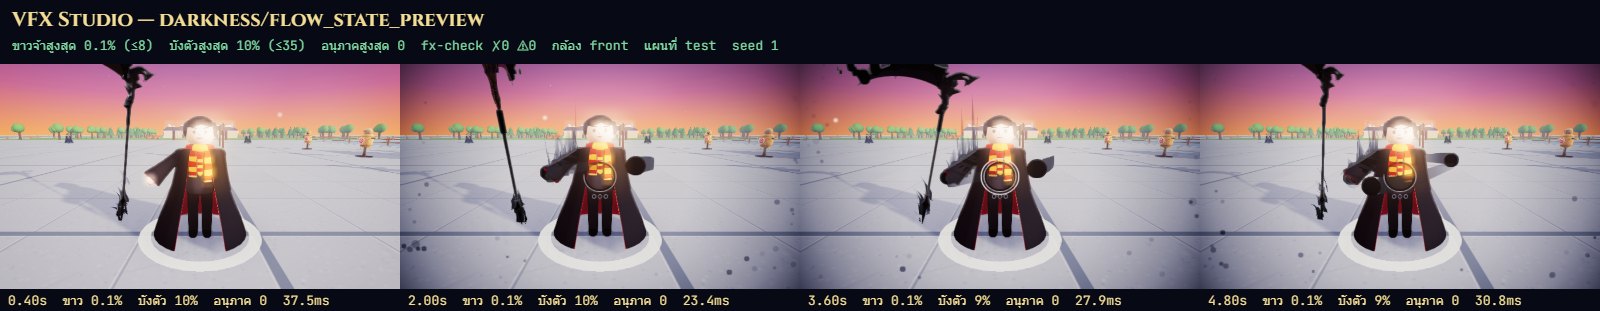 VFX Studio — darkness/flow_state_preview
ขาวจ้าสูงสุด 0.1% (≤8) บังตัวสูงสุด 10% (≤35) อนุภาคสูงสุด 0 fx-check ✗0 ⚠0 กล้อง front แผนที่ test seed 1
0.40s ขาว 0.1% บังตัว 10% อนุภาค 0 37.5ms
2.00s ขาว 0.1% บังตัว 10% อนุภาค 0 23.4ms
3.60s ขาว 0.1% บังตัว 9% อนุภาค 0 27.9ms
4.80s ขาว 0.1% บังตัว 9% อนุภาค 0 30.8ms